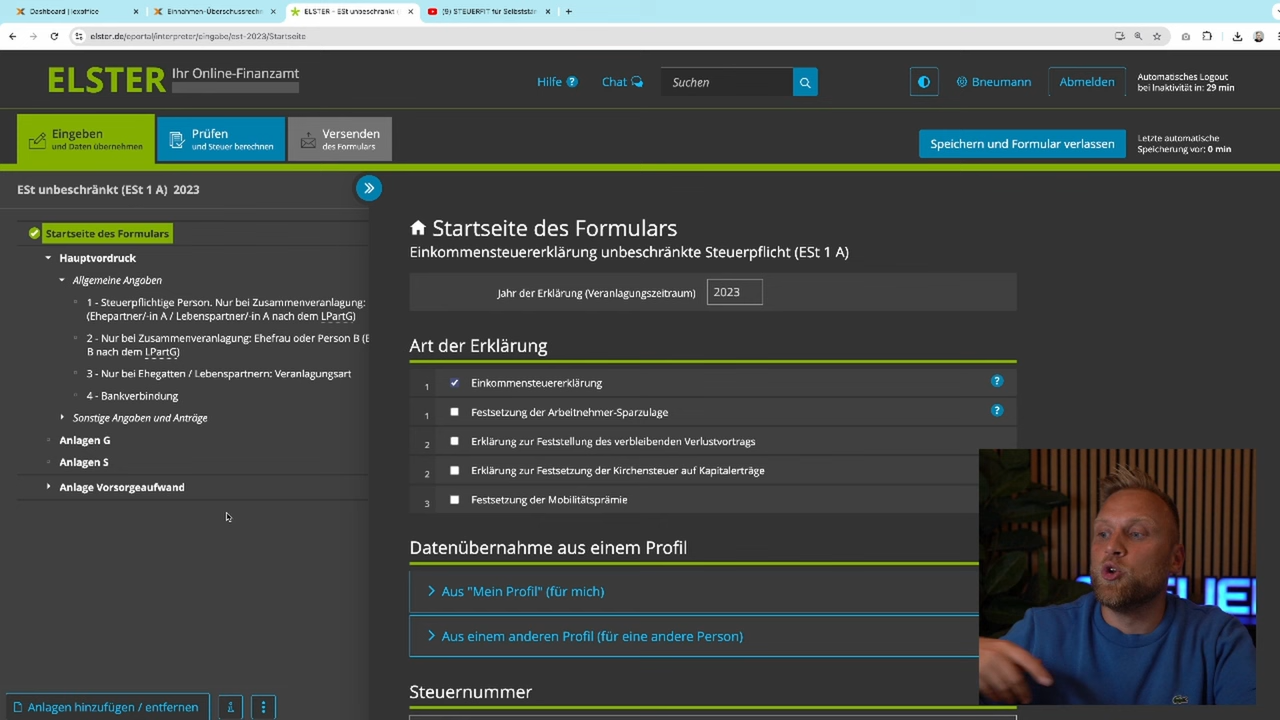 Dashboard | lexoffice
Einnahmen-Überschussrechn
ELSTER - ESt unbeschränkt (
(9) STEUERFIT für Selbststän
elster.de/eportal/interpreter/eingabe/est-2023/Startseite
ELSTER
Ihr Online-Finanzamt
Hilfe ?
Chat
Suchen
Bneumann
Abmelden
Automatisches Logout
bei Inaktivität in: 29 min
Eingeben
und Daten übernehmen
Prüfen
und Steuer berechnen
Versenden
des Formulars
Speichern und Formular verlassen
Letzte automatische
Speicherung vor: 0 min
ESt unbeschränkt (ESt 1 A) 2023
Startseite des Formulars
Hauptvordruck
Allgemeine Angaben
1 - Steuerpflichtige Person. Nur bei Zusammenveranlagung:
(Ehepartner/-in A / Lebenspartner/-in A nach dem LPartG)
2 - Nur bei Zusammenveranlagung: Ehefrau oder Person B (E
B nach dem LPartG)
3 - Nur bei Ehegatten / Lebenspartnern: Veranlagungsart
4 - Bankverbindung
Sonstige Angaben und Anträge
Anlagen G
Anlagen S
Anlage Vorsorgeaufwand
Anlagen hinzufügen / entfernen
i
Startseite des Formulars
Einkommensteuererklärung unbeschränkte Steuerpflicht (ESt 1 A)
Jahr der Erklärung (Veranlagungszeitraum) 2023
Art der Erklärung
1 Einkommensteuererklärung ?
1 Festsetzung der Arbeitnehmer-Sparzulage ?
2 Erklärung zur Feststellung des verbleibenden Verlustvortrags
2 Erklärung zur Festsetzung der Kirchensteuer auf Kapitalerträge
3 Festsetzung der Mobilitätsprämie
Datenübernahme aus einem Profil
Aus "Mein Profil" (für mich)
Aus einem anderen Profil (für eine andere Person)
Steuernummer